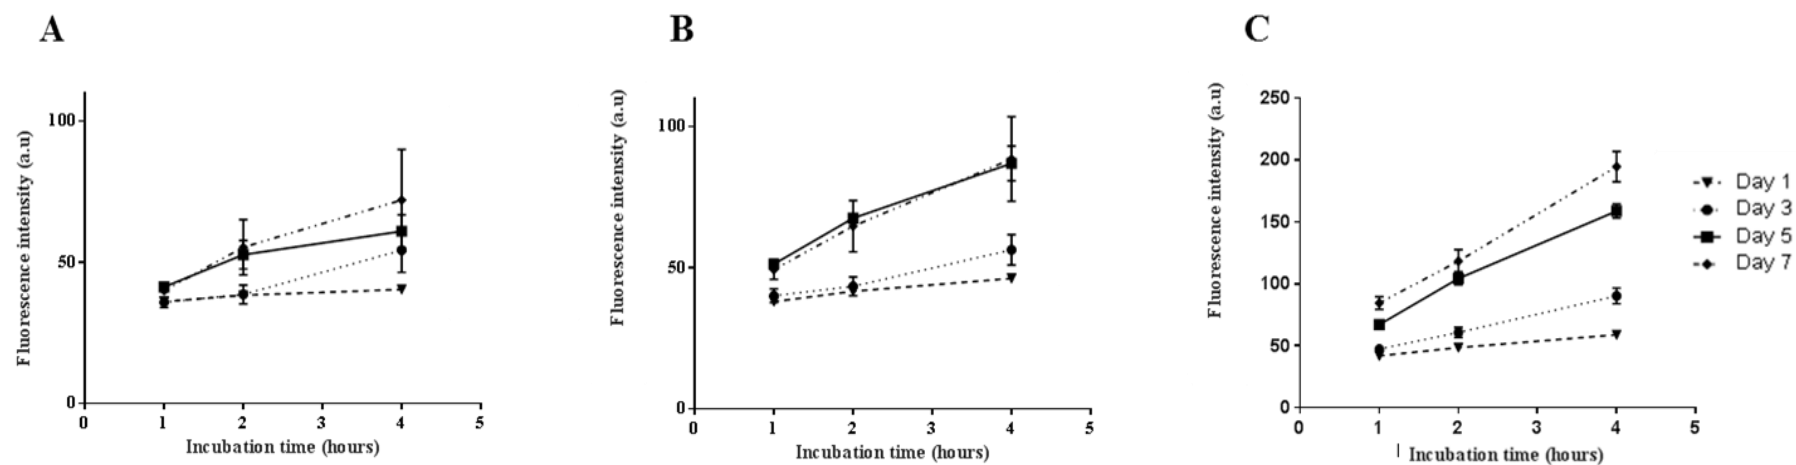 A
Fluorescence intensity (a.u)
100
50
0
0 1 2 3 4 5
Incubation time (hours)
B
Fluorescence intensity (a.u)
100
50
0
0 1 2 3 4 5
Incubation time (hours)
C
Fluorescence intensity (a.u)
250
200
150
100
50
0
0 1 2 3 4 5
Incubation time (hours)
Day 1
Day 3
Day 5
Day 7